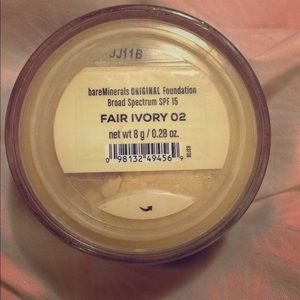 JJ11B
bareMinerals ORIGINAL Foundation
Broad Spectrum SPF 15
FAIR IVORY 02
net wt 8 g / 0.28 oz.
0 98132 49456 9